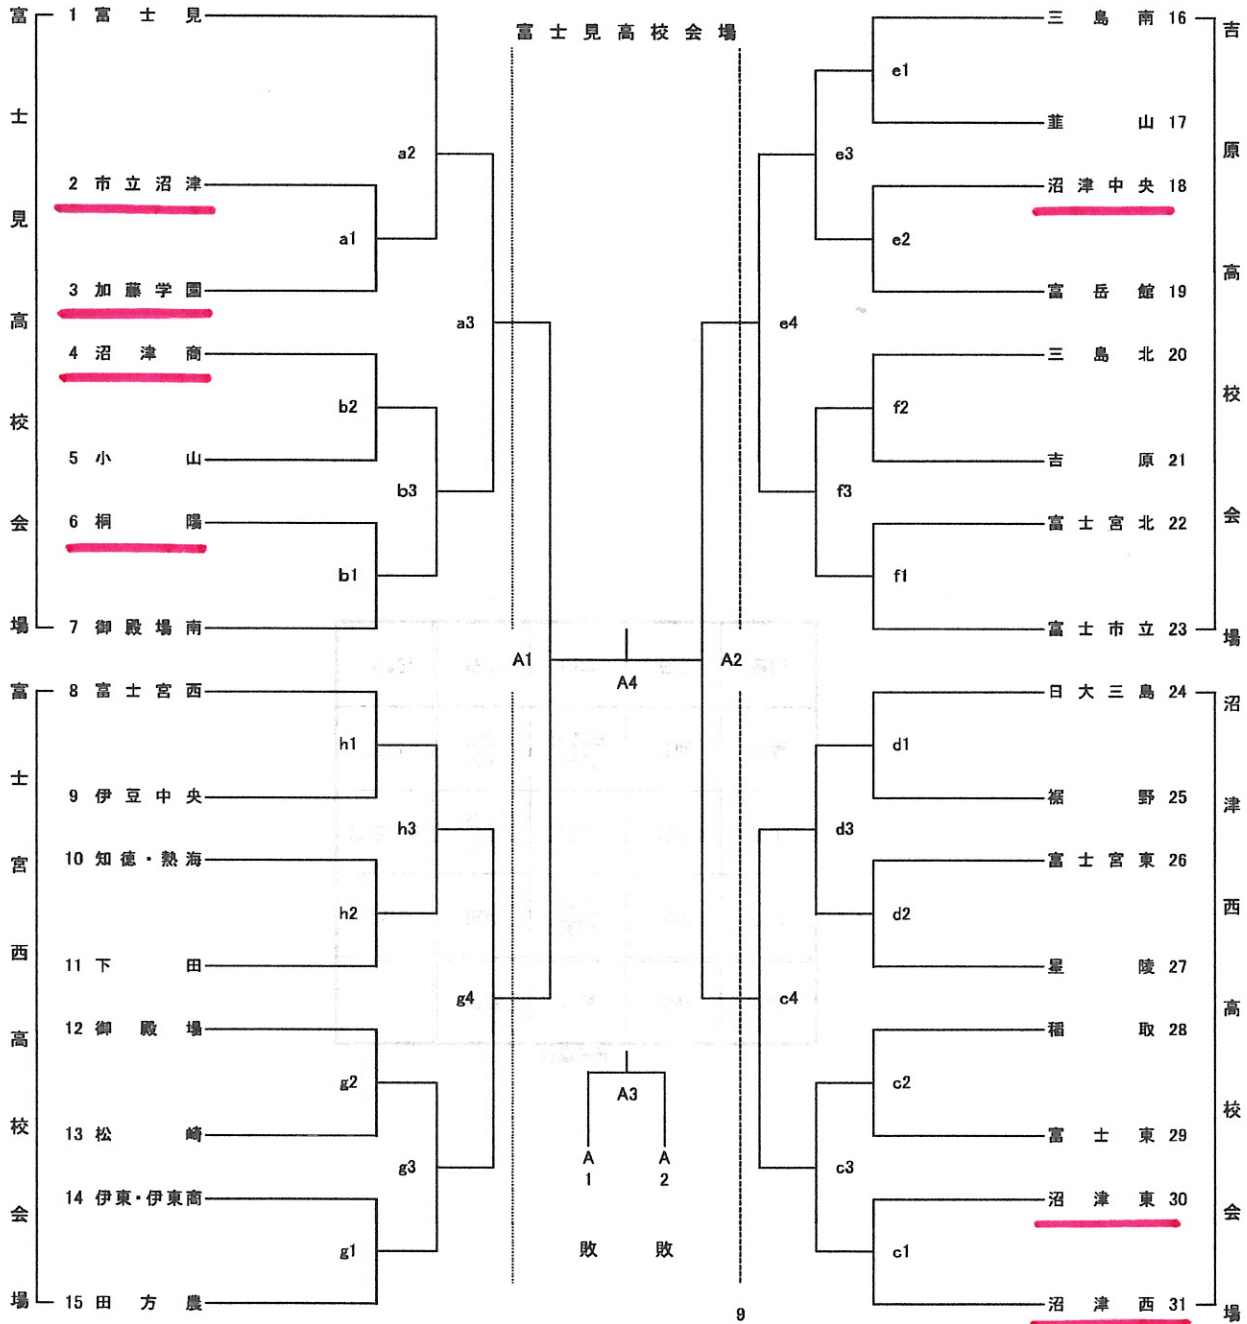 富士見高校会場
富士見高校会場
1 富士見
a2
2 市立沼津
a1
3 加藤学園
a3
4 沼津商
b2
5 小山
b3
6 桐陽
b1
7 御殿場南
A1
富士宮西高校会場
8 富士宮西
h1
9 伊豆中央
h3
10 知徳・熱海
h2
11 下田
g4
12 御殿場
g2
13 松崎
g3
14 伊東・伊東商
g1
15 田方農
A4
A3
A1敗
A2敗
吉原高校会場
三島南 16
e1
韮山 17
e3
沼津中央 18
e2
富岳館 19
e4
三島北 20
f2
吉原 21
f3
富士宮北 22
f1
富士市立 23
A2
沼津西高校会場
日大三島 24
d1
裾野 25
d3
富士宮東 26
d2
星陵 27
c4
稲取 28
c2
富士東 29
c3
沼津東 30
c1
沼津西 31
9